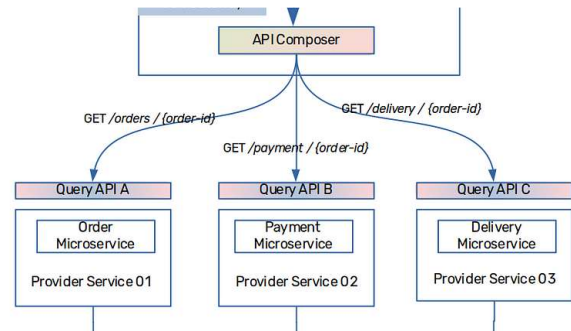 API Composer
GET /orders / {order-id}
GET /delivery / {order-id}
GET /payment / {order-id}
Query API A
Query API B
Query API C
Order
Microservice
Provider Service 01
Payment
Microservice
Provider Service 02
Delivery
Microservice
Provider Service 03